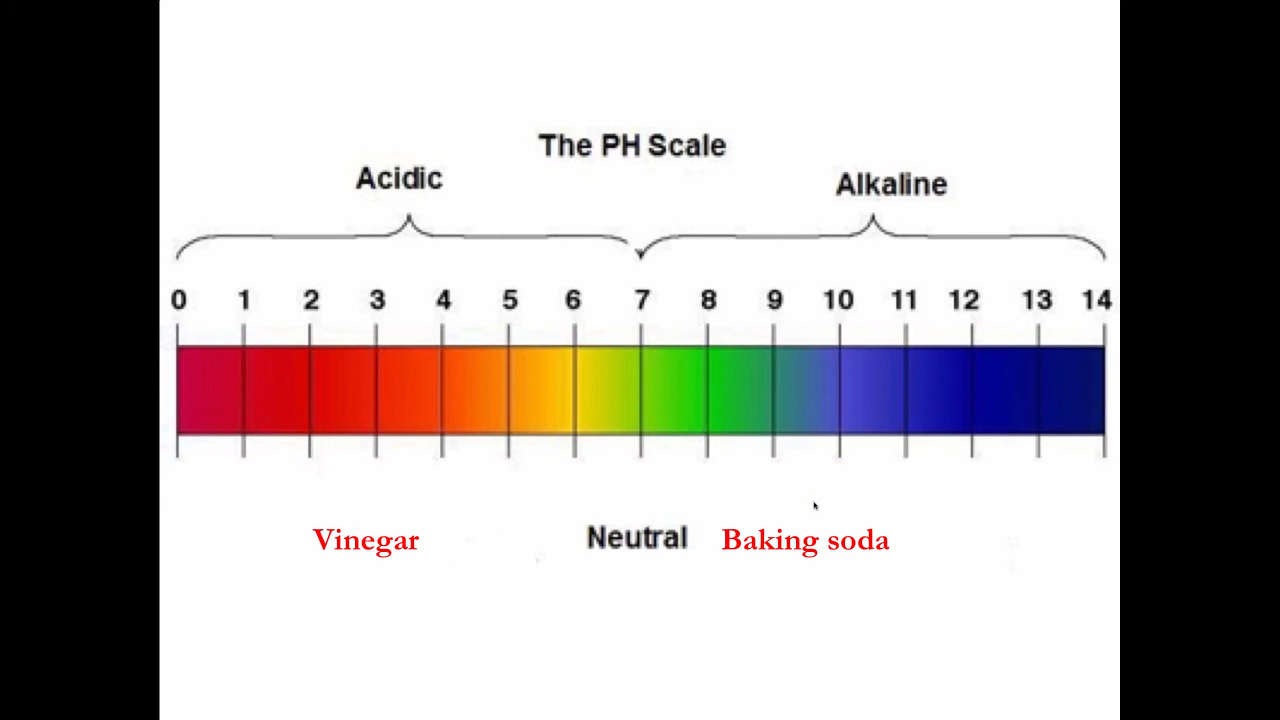 The PH Scale
Acidic
Alkaline
0 1 2 3 4 5 6 7 8 9 10 11 12 13 14
Vinegar Neutral Baking soda